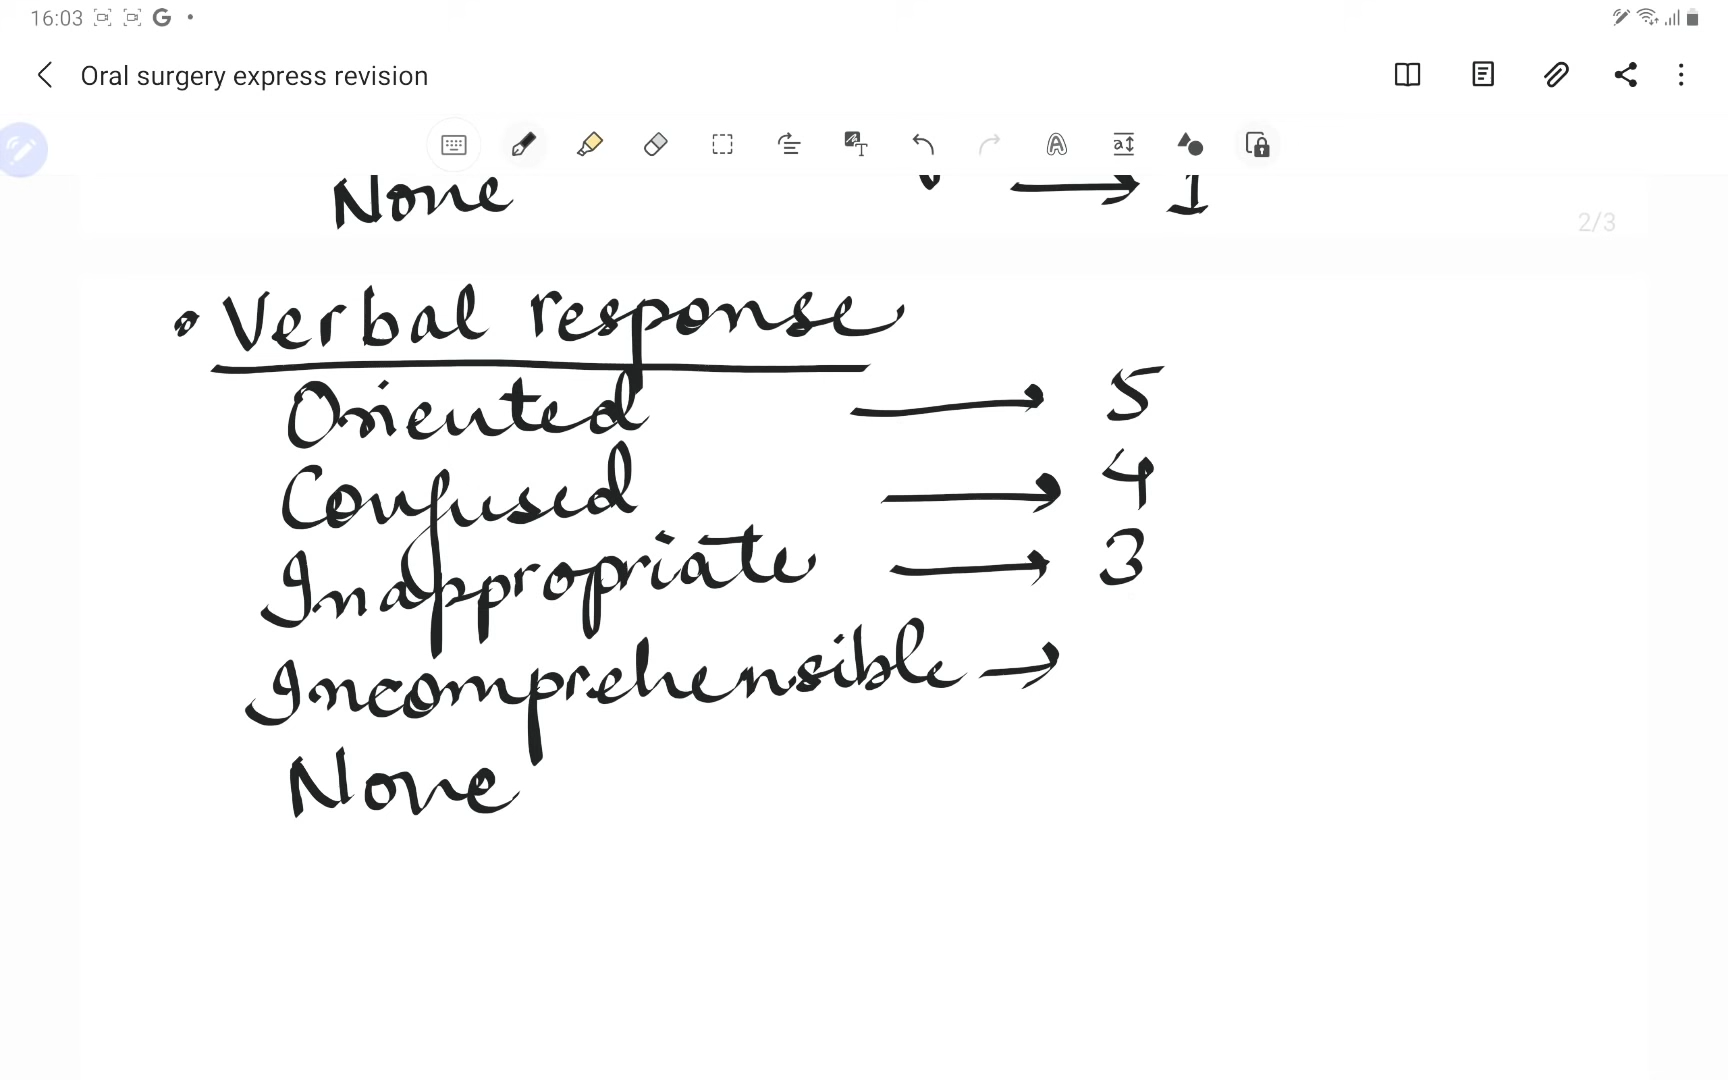 16:03 G
Oral surgery express revision
None → 1
2/3
• Verbal response
Oriented → 5
Confused → 4
Inappropriate → 3
Incomprehensible →
None